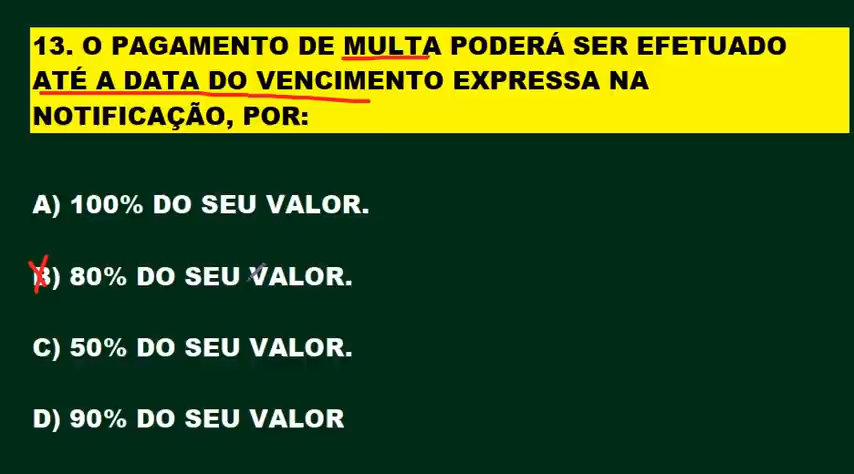 13. O PAGAMENTO DE MULTA PODERÁ SER EFETUADO
ATÉ A DATA DO VENCIMENTO EXPRESSA NA
NOTIFICAÇÃO, POR:
A) 100% DO SEU VALOR.
B) 80% DO SEU VALOR.
C) 50% DO SEU VALOR.
D) 90% DO SEU VALOR